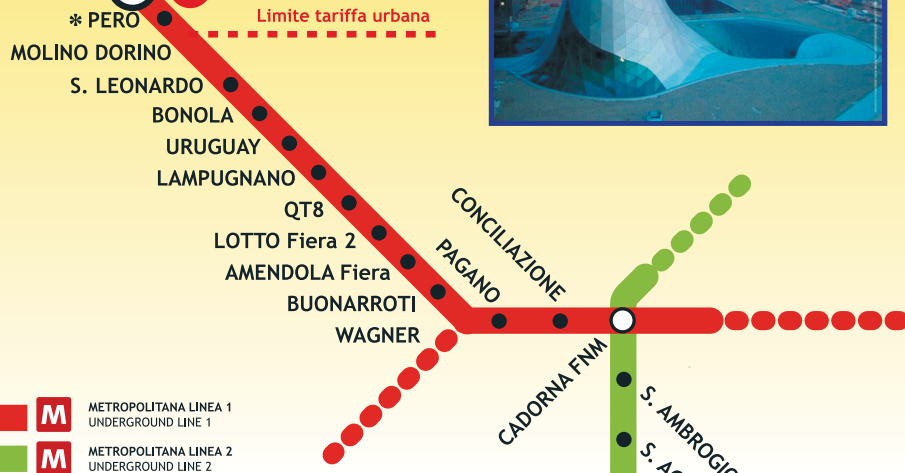 * PERO
Limite tariffa urbana
MOLINO DORINO
S. LEONARDO
BONOLA
URUGUAY
LAMPUGNANO
QT8
LOTTO Fiera 2
AMENDOLA Fiera
BUONARROTI
WAGNER
PAGANO
CONCILIAZIONE
CADORNA FNM
S. AMBROGIO
S.
M METROPOLITANA LINEA 1
UNDERGROUND LINE 1
M METROPOLITANA LINEA 2
UNDERGROUND LINE 2